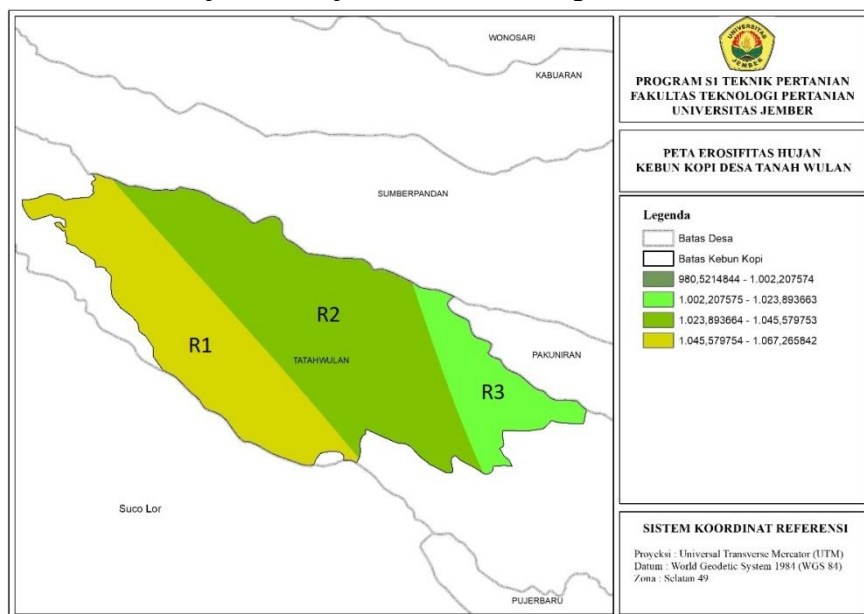 WONOSARI
KABUARAN
SUMBERPANDAN
R2
R1
TATAHWULAN
PAKUNIRAN
R3
Suco Lor
PUJERBARU
UNIVERSITAS
JEMBER
PROGRAM S1 TEKNIK PERTANIAN
FAKULTAS TEKNOLOGI PERTANIAN
UNIVERSITAS JEMBER
PETA EROSIFITAS HUJAN
KEBUN KOPI DESA TANAH WULAN
Legenda
Batas Desa
Batas Kebun Kopi
980,5214844 - 1.002,207574
1.002,207575 - 1.023,893663
1.023,893664 - 1.045,579753
1.045,579754 - 1.067,265842
SISTEM KOORDINAT REFERENSI
Proyeksi : Universal Transverse Mercator (UTM)
Datum : World Geodetic System 1984 (WGS 84)
Zona : Selatan 49